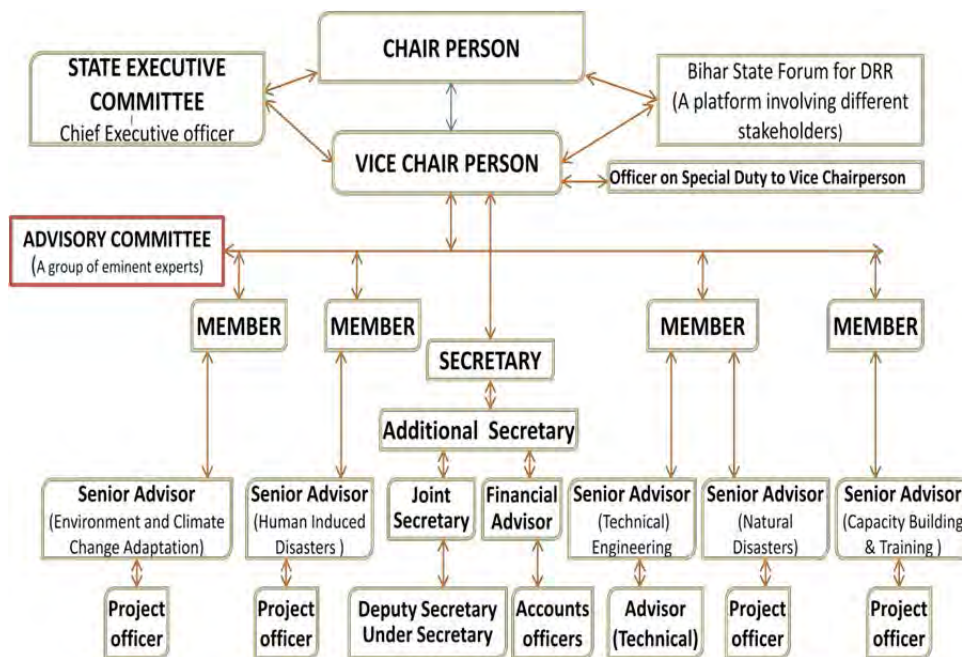 CHAIR PERSON
STATE EXECUTIVE
COMMITTEE
Chief Executive officer
Bihar State Forum for DRR
(A platform involving different
stakeholders)
VICE CHAIR PERSON
Officer on Special Duty to Vice Chairperson
ADVISORY COMMITTEE
(A group of eminent experts)
MEMBER
MEMBER
MEMBER
MEMBER
SECRETARY
Additional Secretary
Senior Advisor
(Environment and Climate
Change Adaptation)
Senior Advisor
(Human Induced
Disasters )
Joint
Secretary
Financial
Advisor
Senior Advisor
(Technical)
Engineering
Senior Advisor
(Natural
Disasters)
Senior Advisor
(Capacity Building
& Training )
Project
officer
Project
officer
Deputy Secretary
Under Secretary
Accounts
officers
Advisor
(Technical)
Project
officer
Project
officer